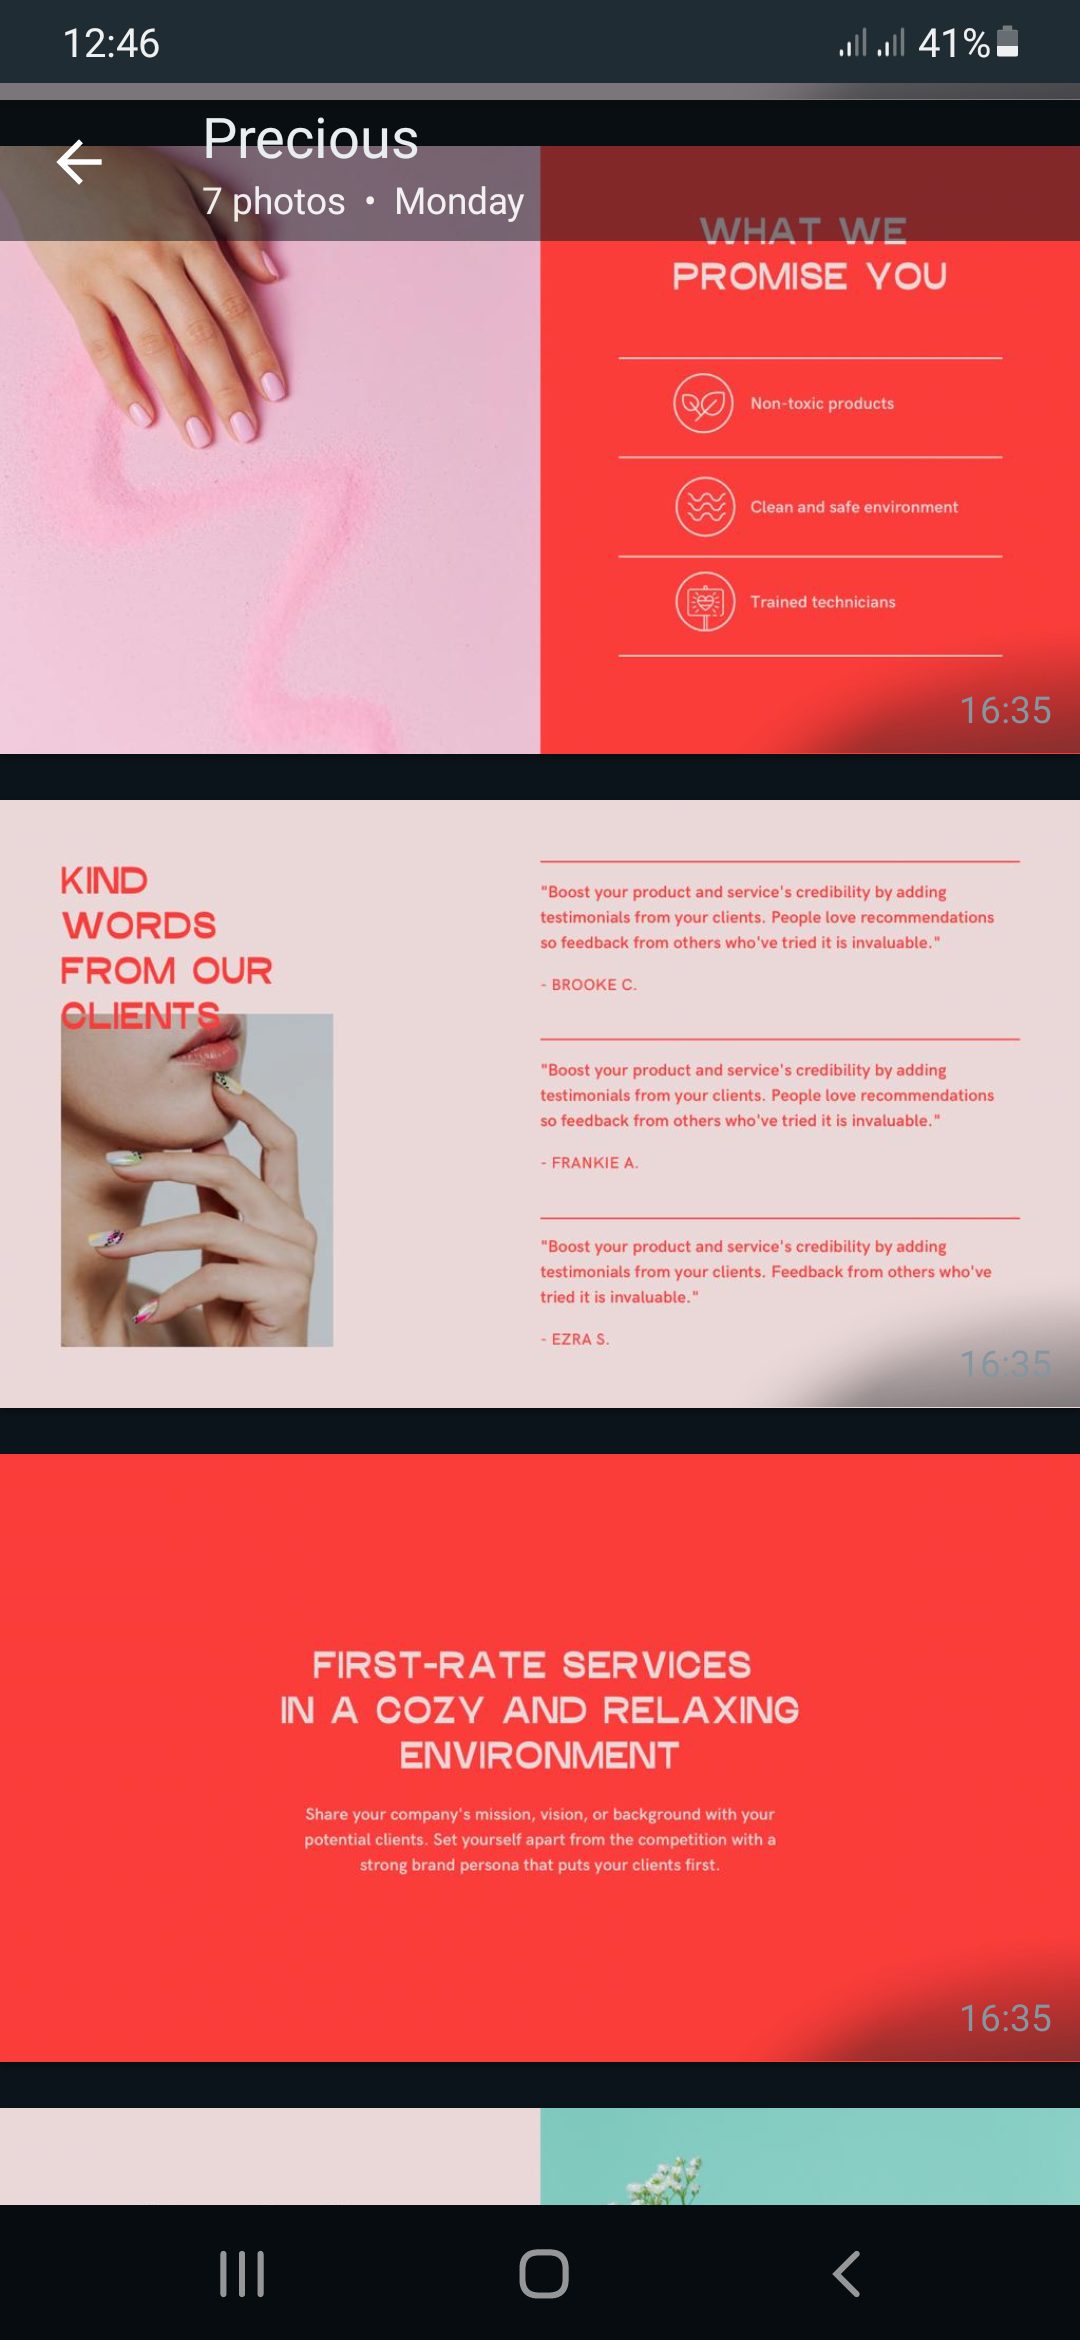 12:46
41%
Precious
7 photos • Monday
WHAT WE
PROMISE YOU
Non-toxic products
Clean and safe environment
Trained technicians
16:35
KIND
WORDS
FROM OUR
CLIENTS
"Boost your product and service's credibility by adding
testimonials from your clients. People love recommendations
so feedback from others who've tried it is invaluable."
- BROOKE C.
"Boost your product and service's credibility by adding
testimonials from your clients. People love recommendations
so feedback from others who've tried it is invaluable."
- FRANKIE A.
"Boost your product and service's credibility by adding
testimonials from your clients. Feedback from others who've
tried it is invaluable."
- EZRA S.
16:35
FIRST-RATE SERVICES
IN A COZY AND RELAXING
ENVIRONMENT
Share your company's mission, vision, or background with your
potential clients. Set yourself apart from the competition with a
strong brand persona that puts your clients first.
16:35